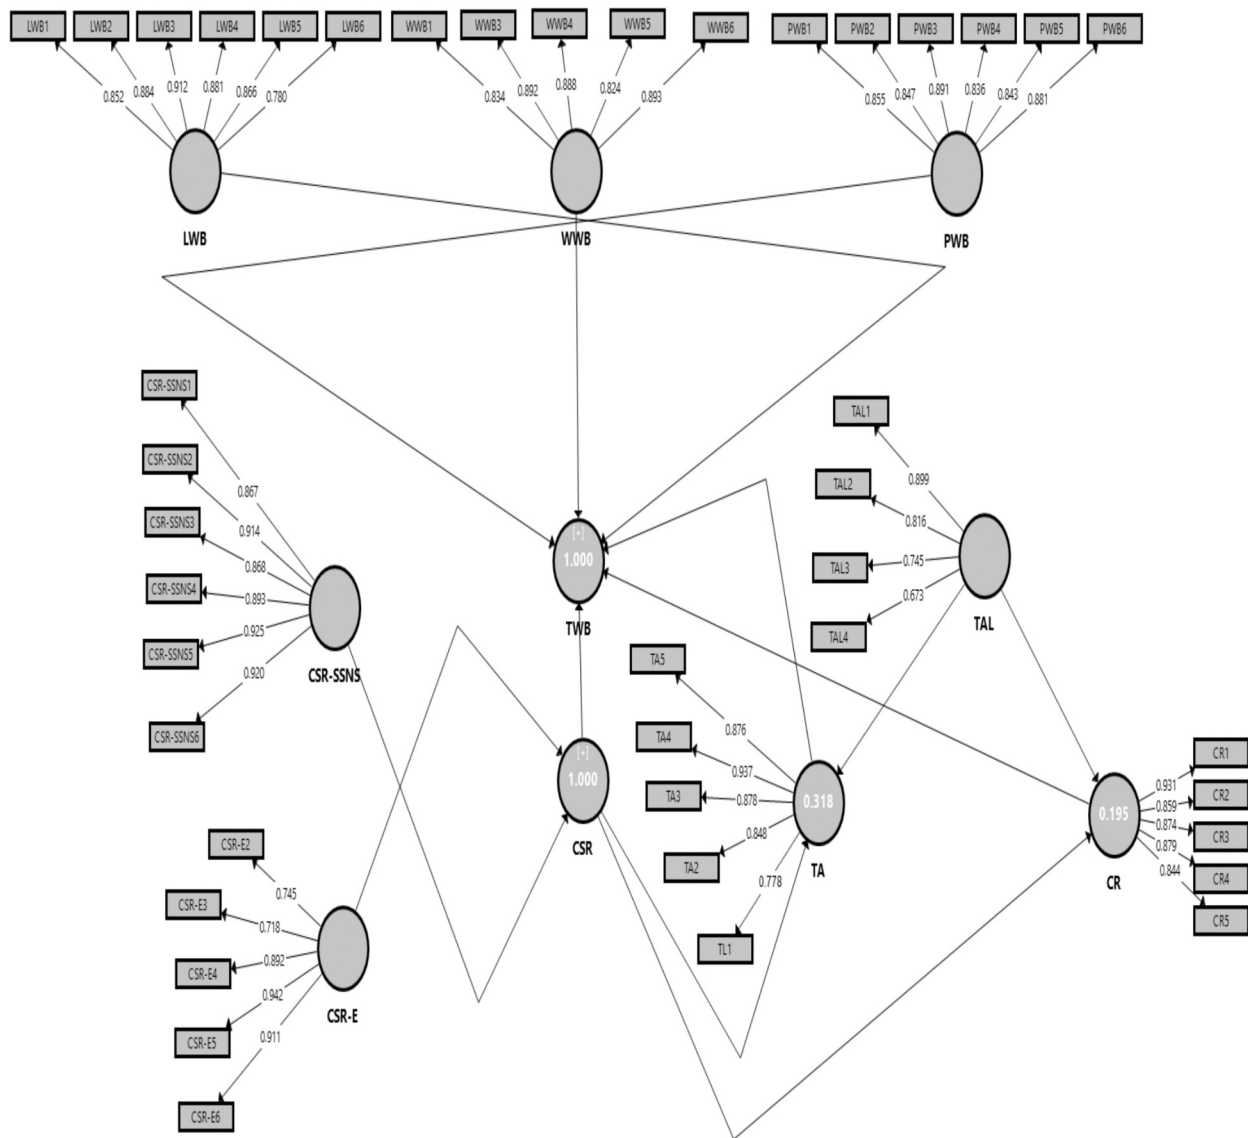 LWB1 LWB2 LWB3 LWB4 LWB5 LWB6 WWB1 WWB3 WWB4 WWB5 WWB6 PWB1 PWB2 PWB3 PWB4 PWB5 PWB6
0.852 0.884 0.912 0.881 0.866 0.780 0.834 0.892 0.888 0.824 0.893 0.855 0.847 0.891 0.836 0.843 0.881
LWB WWB PWB
CSR-SSNS1
CSR-SSNS2
CSR-SSNS3
CSR-SSNS4
CSR-SSNS5
CSR-SSNS6
0.867
0.914
0.868
0.893
0.925
0.920
CSR-SSNS
TAL1
TAL2
TAL3
TAL4
0.899
0.816
0.745
0.673
TAL
[+]
1.000
TWB
[+]
1.000
CSR
TA5
TA4
TA3
TA2
TL1
0.876
0.937
0.878
0.848
0.778
0.318
TA
0.195
CR
0.931
0.859
0.874
0.879
0.844
CR1
CR2
CR3
CR4
CR5
CSR-E2
CSR-E3
CSR-E4
CSR-E5
CSR-E6
0.745
0.718
0.892
0.942
0.911
CSR-E